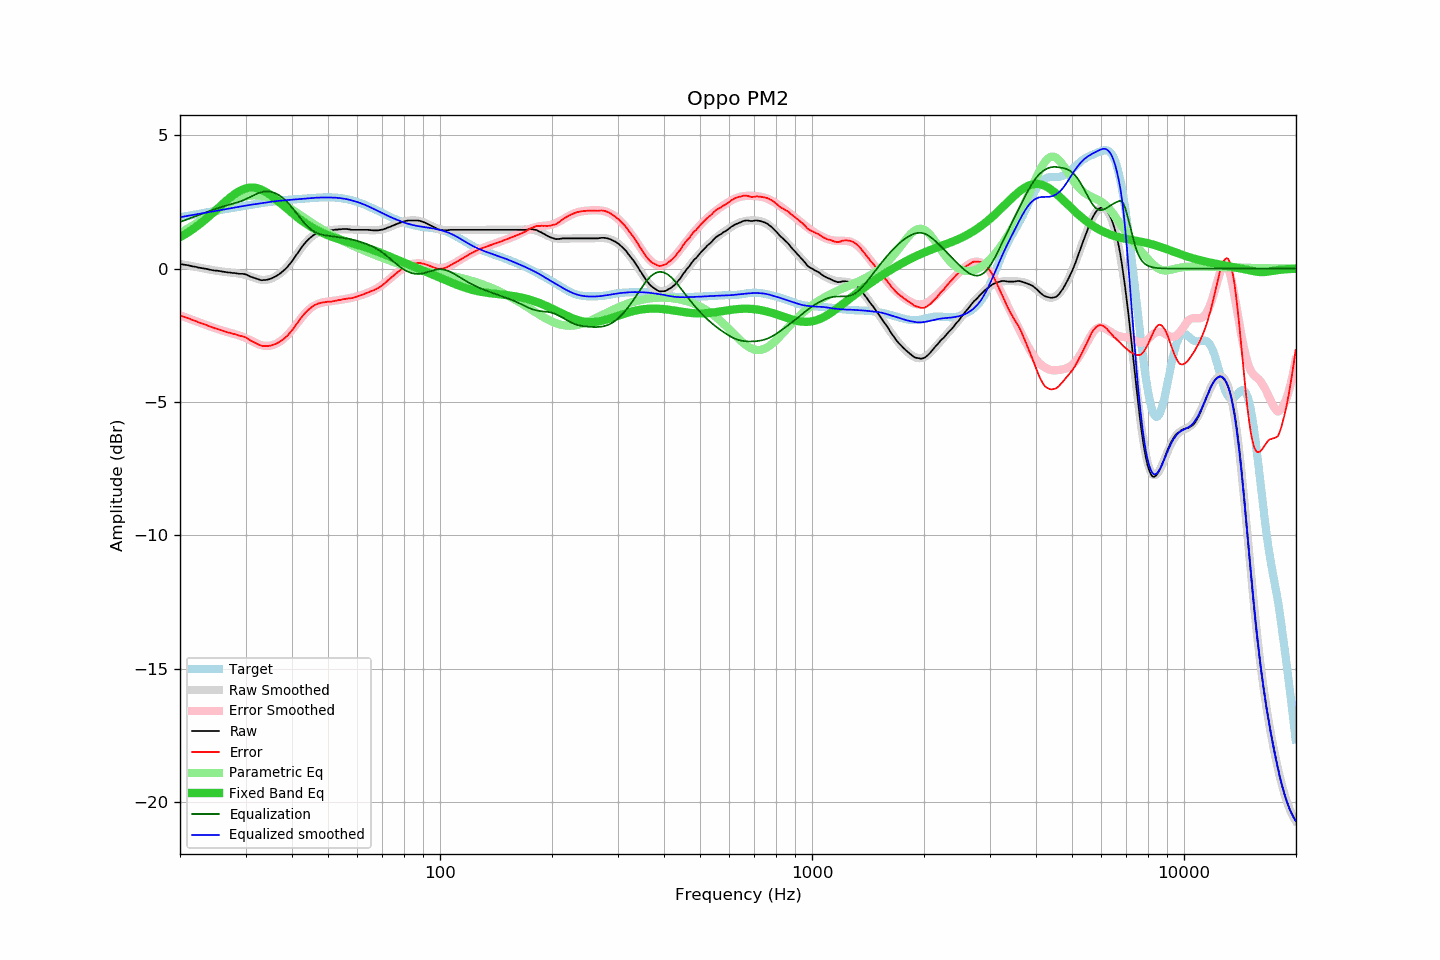 Oppo PM2
5
0
−5
−10
−15
−20
Amplitude (dBr)
Target
Raw Smoothed
Error Smoothed
Raw
Error
Parametric Eq
Fixed Band Eq
Equalization
Equalized smoothed
100 1000 10000
Frequency (Hz)